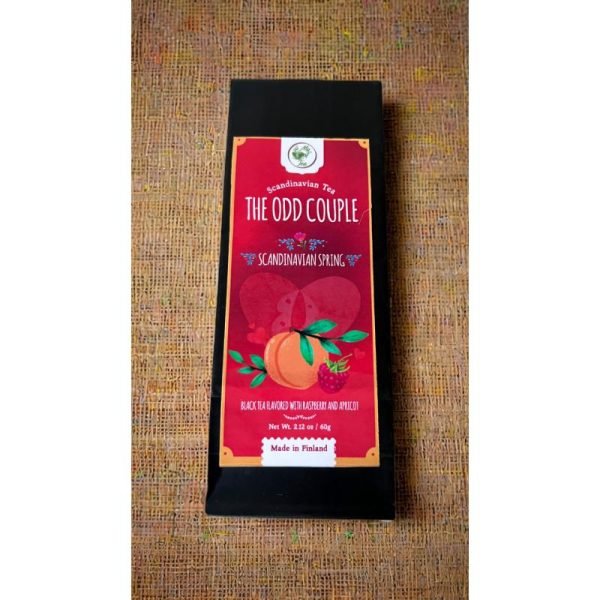 Scandinavian Tea
THE ODD COUPLE
SCANDINAVIAN SPRING
BLACK TEA FLAVORED WITH RASPBERRY AND APRICOT
Net Wt. 2.12 oz / 60g
Made in Finland